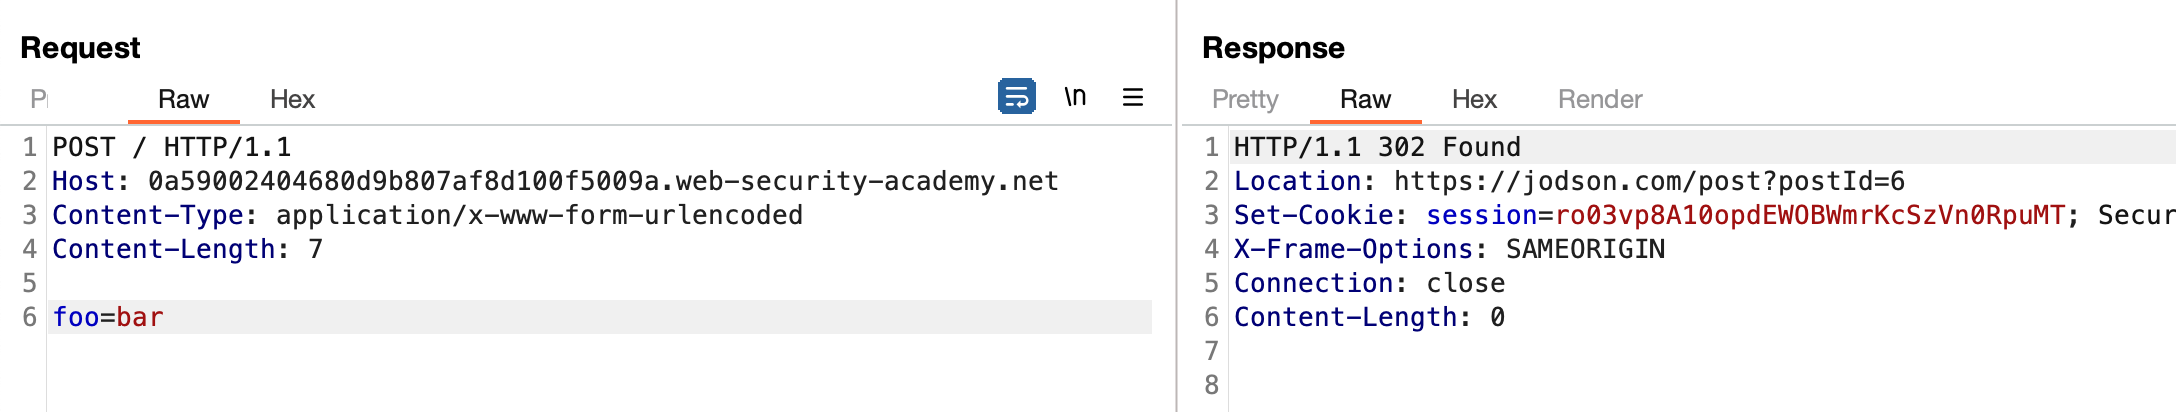 Request
Raw Hex \n
1 POST / HTTP/1.1
2 Host: 0a59002404680d9b807af8d100f5009a.web-security-academy.net
3 Content-Type: application/x-www-form-urlencoded
4 Content-Length: 7
5
6 foo=bar
Response
Pretty Raw Hex Render
1 HTTP/1.1 302 Found
2 Location: https://jodson.com/post?postId=6
3 Set-Cookie: session=ro03vp8A10opdEWOBWmrKcSzVn0RpuMT; Secur
4 X-Frame-Options: SAMEORIGIN
5 Connection: close
6 Content-Length: 0
7
8